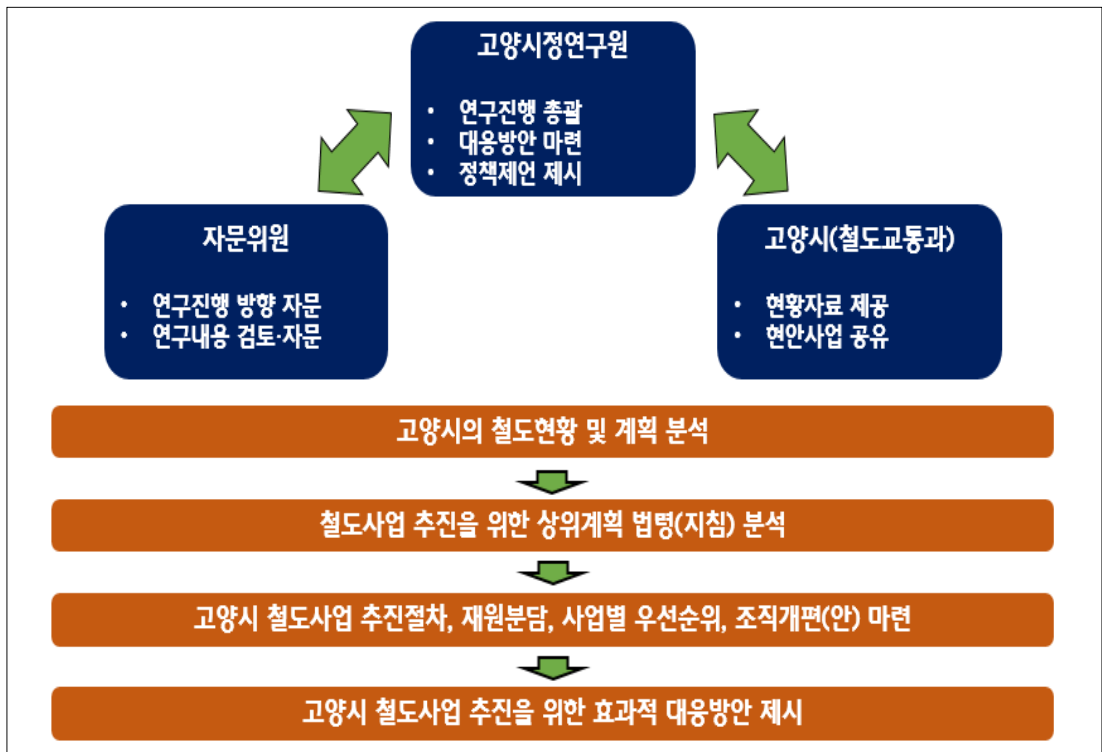 고양시정연구원
• 연구진행 총괄
• 대응방안 마련
• 정책제언 제시
자문위원
• 연구진행 방향 자문
• 연구내용 검토·자문
고양시(철도교통과)
• 현황자료 제공
• 현안사업 공유
고양시의 철도현황 및 계획 분석
철도사업 추진을 위한 상위계획 법령(지침) 분석
고양시 철도사업 추진절차, 재원분담, 사업별 우선순위, 조직개편(안) 마련
고양시 철도사업 추진을 위한 효과적 대응방안 제시